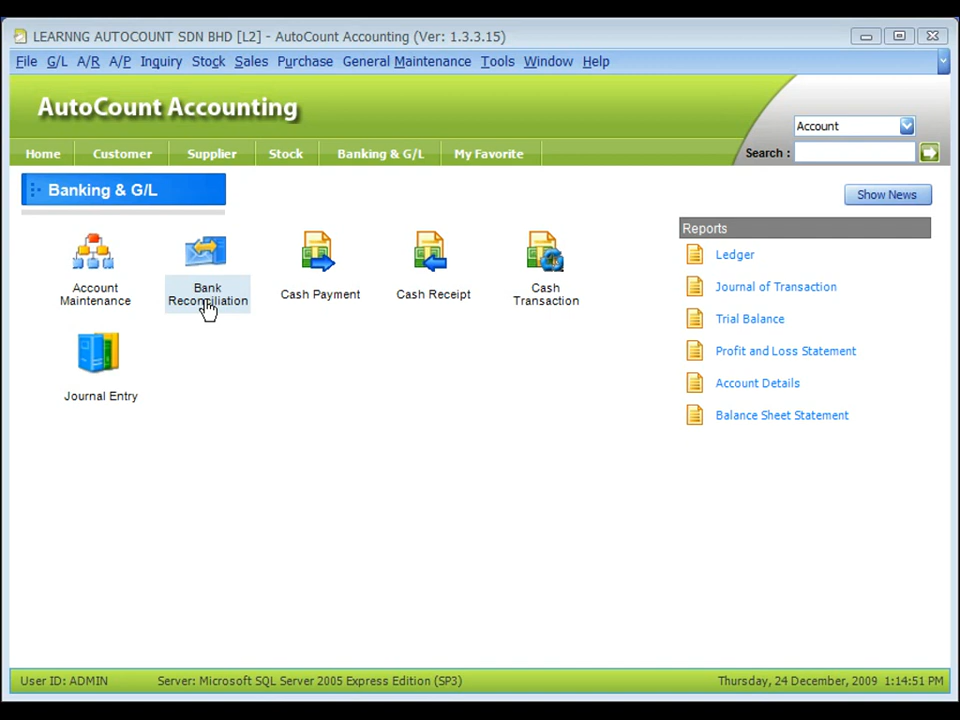 LEARNNG AUTOCOUNT SDN BHD [L2] - AutoCount Accounting (Ver: 1.3.3.15)
File G/L A/R A/P Inquiry Stock Sales Purchase General Maintenance Tools Window Help
AutoCount Accounting
Account
Search :
Home Customer Supplier Stock Banking & G/L My Favorite
Banking & G/L
Show News
Account
Maintenance
Bank
Reconciliation
Cash Payment
Cash Receipt
Cash
Transaction
Journal Entry
Reports
Ledger
Journal of Transaction
Trial Balance
Profit and Loss Statement
Account Details
Balance Sheet Statement
User ID: ADMIN Server: Microsoft SQL Server 2005 Express Edition (SP3) Thursday, 24 December, 2009 1:14:51 PM